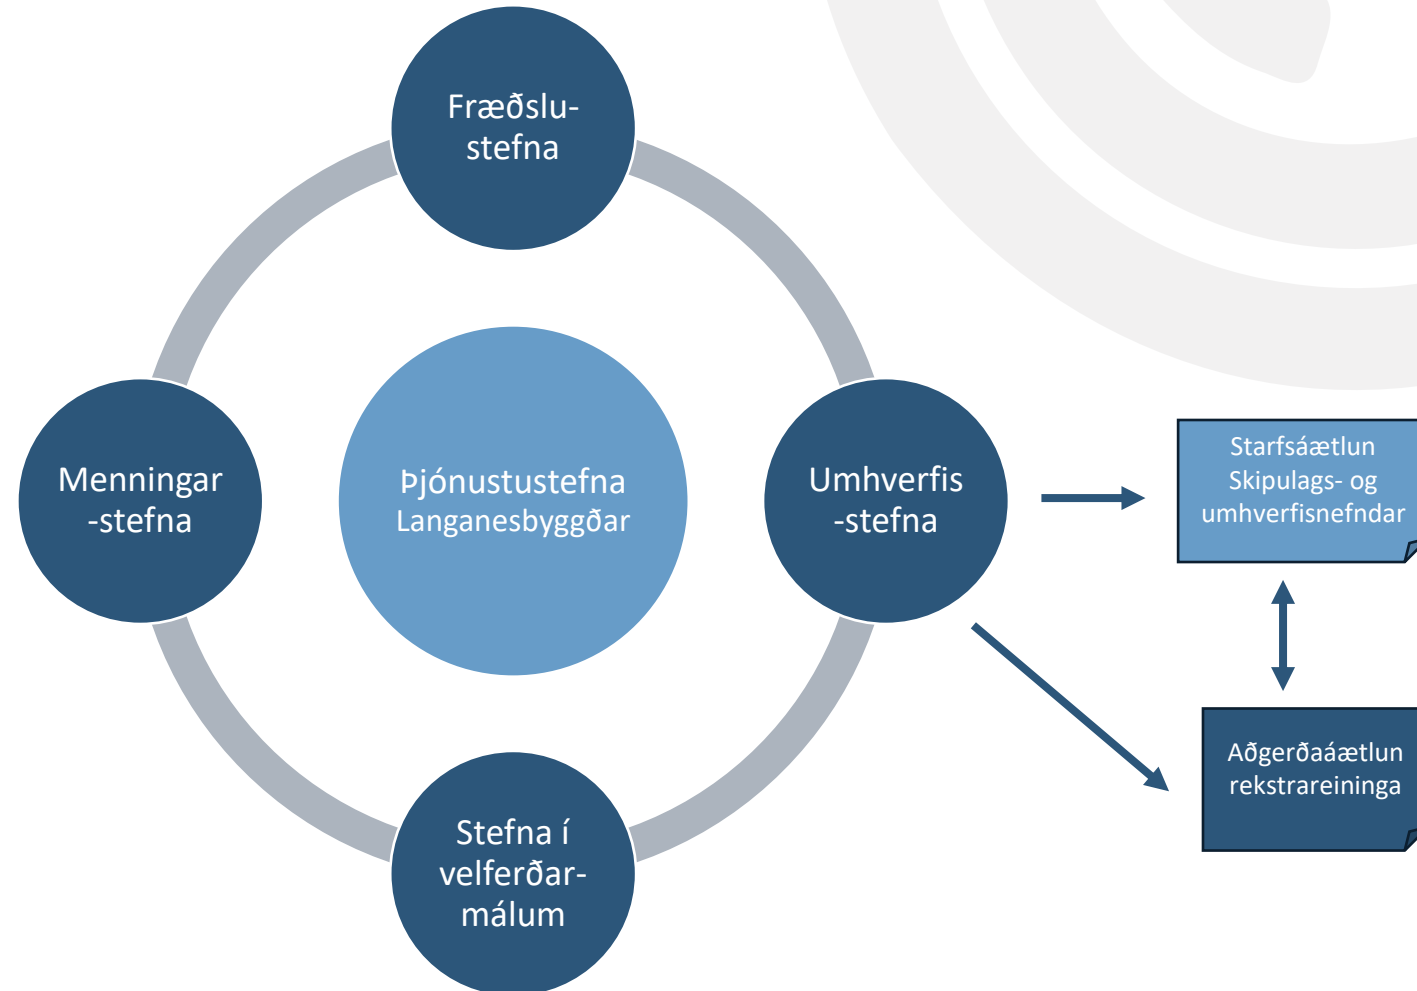 Fræðslu-
stefna
Menningar
-stefna
Þjónustustefna
Langanesbyggðar
Umhverfis
-stefna
Starfsáætlun
Skipulags- og
umhverfisnefndar
Aðgerðaáætlun
rekstrareininga
Stefna í
velferðar-
málum